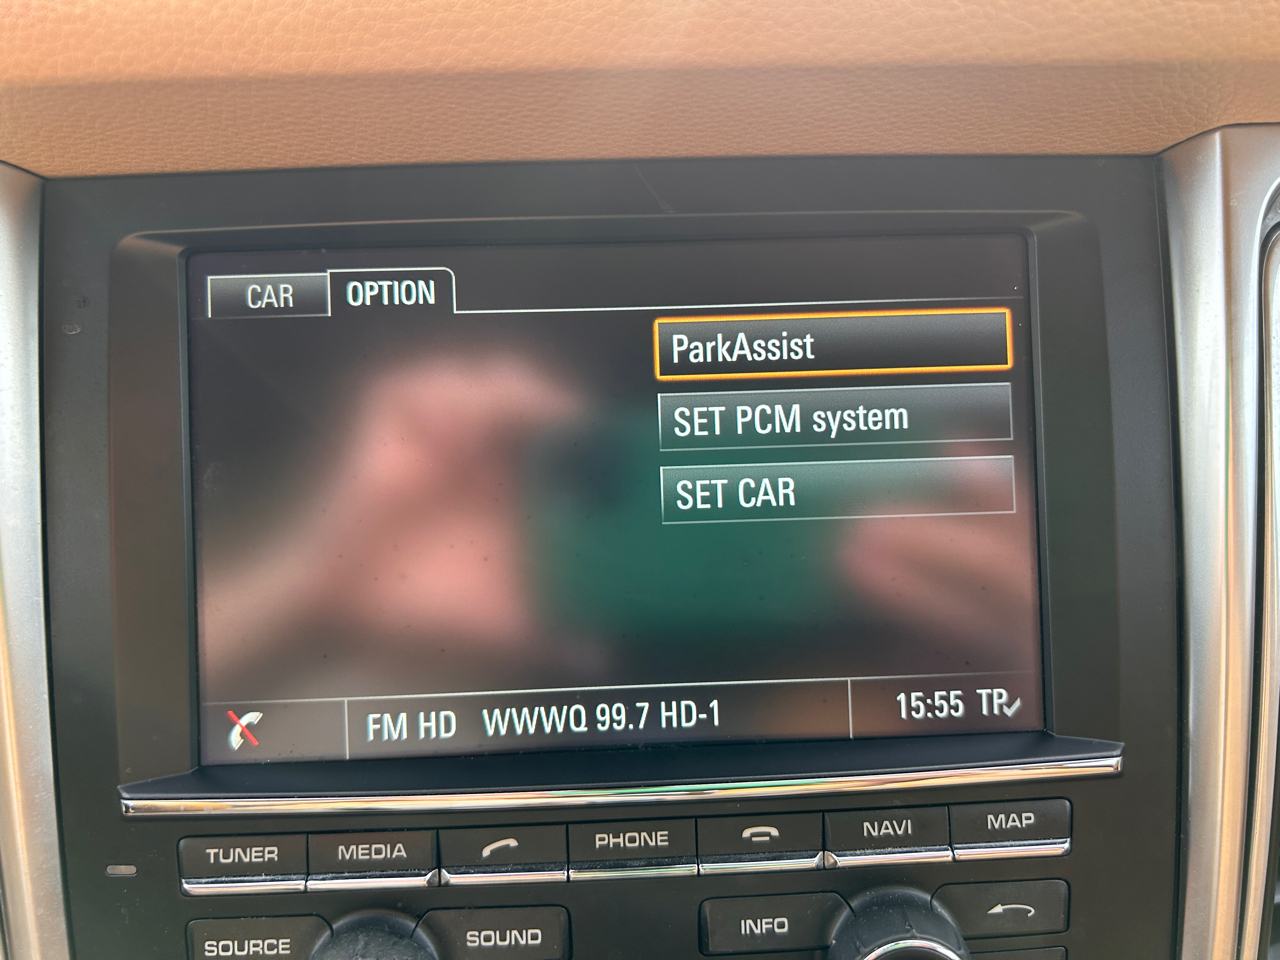 CAR OPTION
ParkAssist
SET PCM system
SET CAR
FM HD WWWQ 99.7 HD-1 15:55 TP
TUNER MEDIA PHONE NAVI MAP
SOURCE SOUND INFO